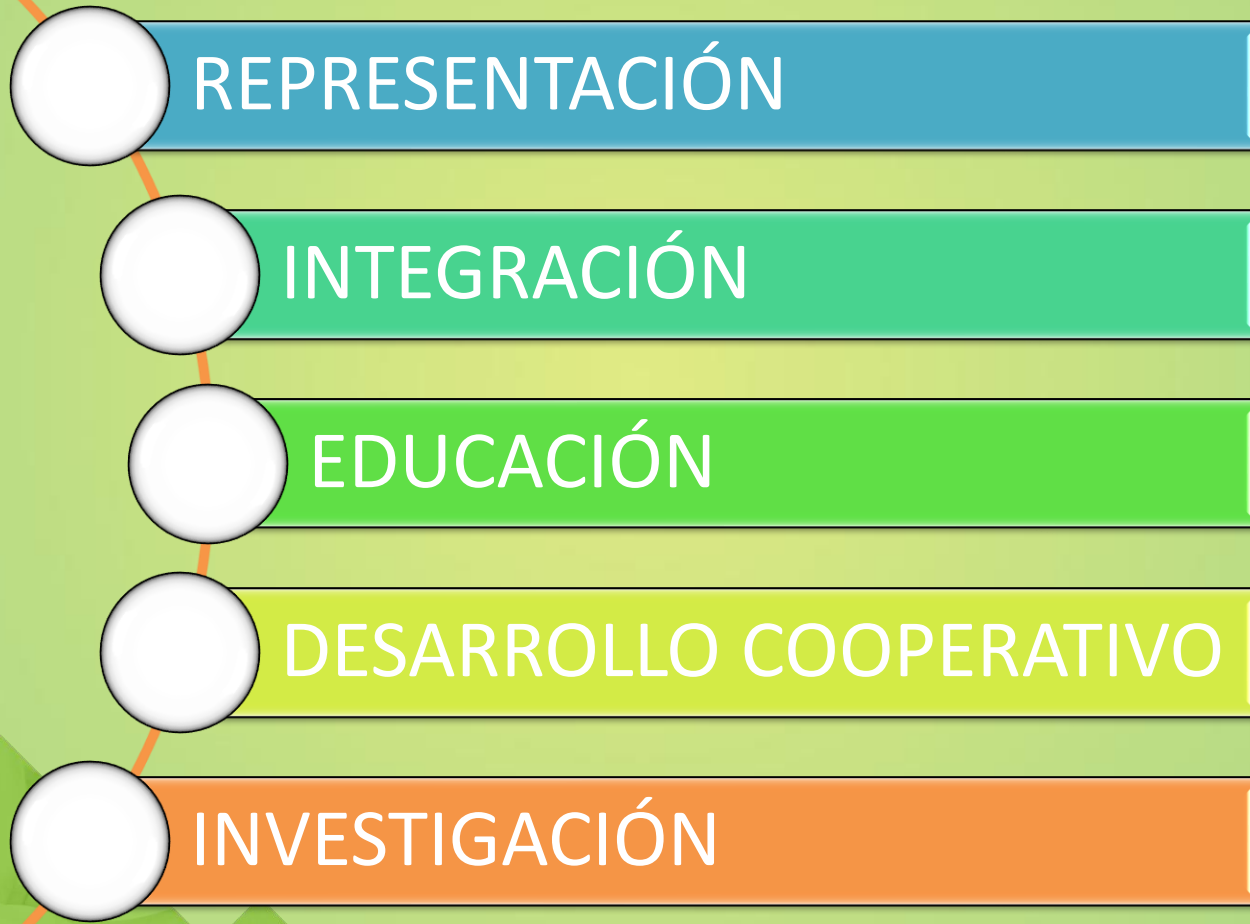 REPRESENTACIÓN
INTEGRACIÓN
EDUCACIÓN
DESARROLLO COOPERATIVO
INVESTIGACIÓN